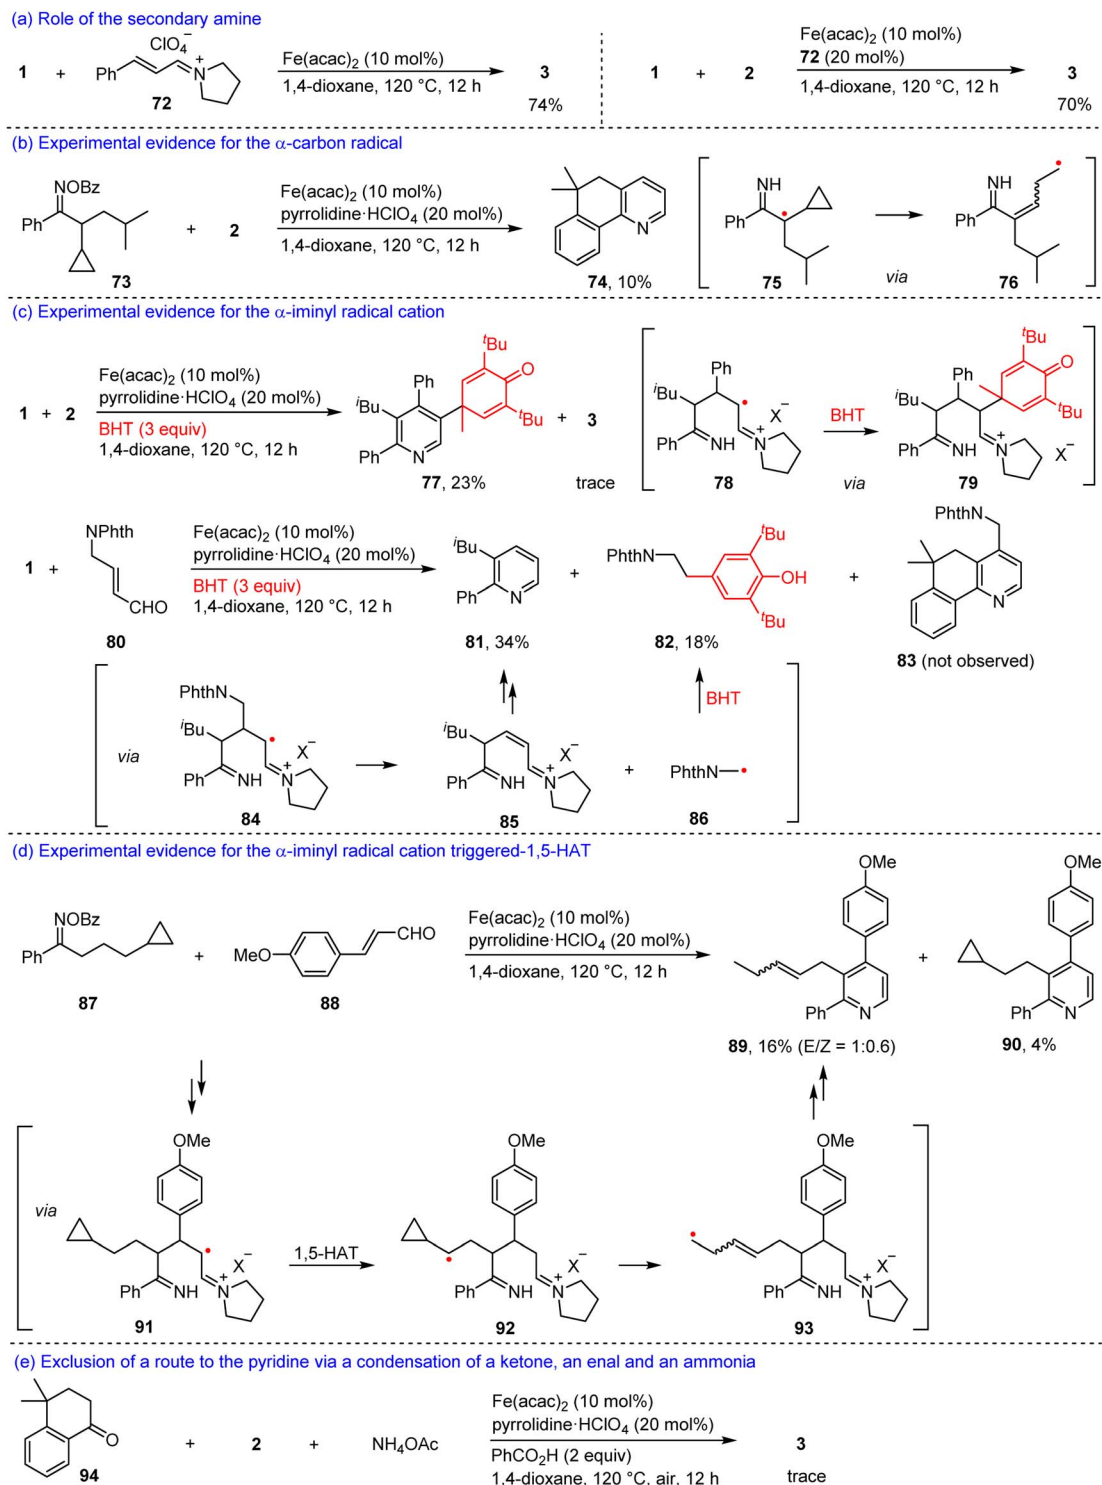 (a) Role of the secondary amine
ClO4−
Fe(acac)2 (10 mol%)
Fe(acac)2 (10 mol%)
72 (20 mol%)
1 + Ph N+ 3 1 + 2 3
1,4-dioxane, 120 °C, 12 h
1,4-dioxane, 120 °C, 12 h
72 74% 70%
(b) Experimental evidence for the α-carbon radical
NOBz
Ph
73
+ 2
Fe(acac)2 (10 mol%)
pyrrolidine·HClO4 (20 mol%)
1,4-dioxane, 120 °C, 12 h
N
74, 10%
NH
Ph
75
via
NH
Ph
76
(c) Experimental evidence for the α-iminyl radical cation
1 + 2
Fe(acac)2 (10 mol%)
pyrrolidine·HClO4 (20 mol%)
BHT (3 equiv)
1,4-dioxane, 120 °C, 12 h
tBu
O
tBu
Ph
iBu
Ph
N
77, 23%
+ 3
trace
Ph
iBu
X−
Ph NH N+
78
BHT
via
tBu
O
tBu
Ph
iBu
Ph NH N+
X−
79
1 +
NPhth
CHO
80
Fe(acac)2 (10 mol%)
pyrrolidine·HClO4 (20 mol%)
BHT (3 equiv)
1,4-dioxane, 120 °C, 12 h
iBu
Ph
N
81, 34%
+
PhthN
tBu
OH
tBu
82, 18%
+
PhthN
N
83 (not observed)
via
PhthN
iBu
X−
Ph NH N+
84
iBu
X−
Ph NH N+
85
+
BHT
PhthN
86
(d) Experimental evidence for the α-iminyl radical cation triggered-1,5-HAT
NOBz
Ph
87
+
MeO
CHO
88
Fe(acac)2 (10 mol%)
pyrrolidine·HClO4 (20 mol%)
1,4-dioxane, 120 °C, 12 h
OMe
Ph
N
89, 16% (E/Z = 1:0.6)
+
OMe
Ph
N
90, 4%
via
OMe
X−
Ph NH N+
91
1,5-HAT
OMe
X−
Ph NH N+
92
OMe
X−
Ph NH N+
93
(e) Exclusion of a route to the pyridine via a condensation of a ketone, an enal and an ammonia
O
94
+ 2 + NH4OAc
Fe(acac)2 (10 mol%)
pyrrolidine·HClO4 (20 mol%)
PhCO2H (2 equiv)
1,4-dioxane, 120 °C, air, 12 h
3
trace